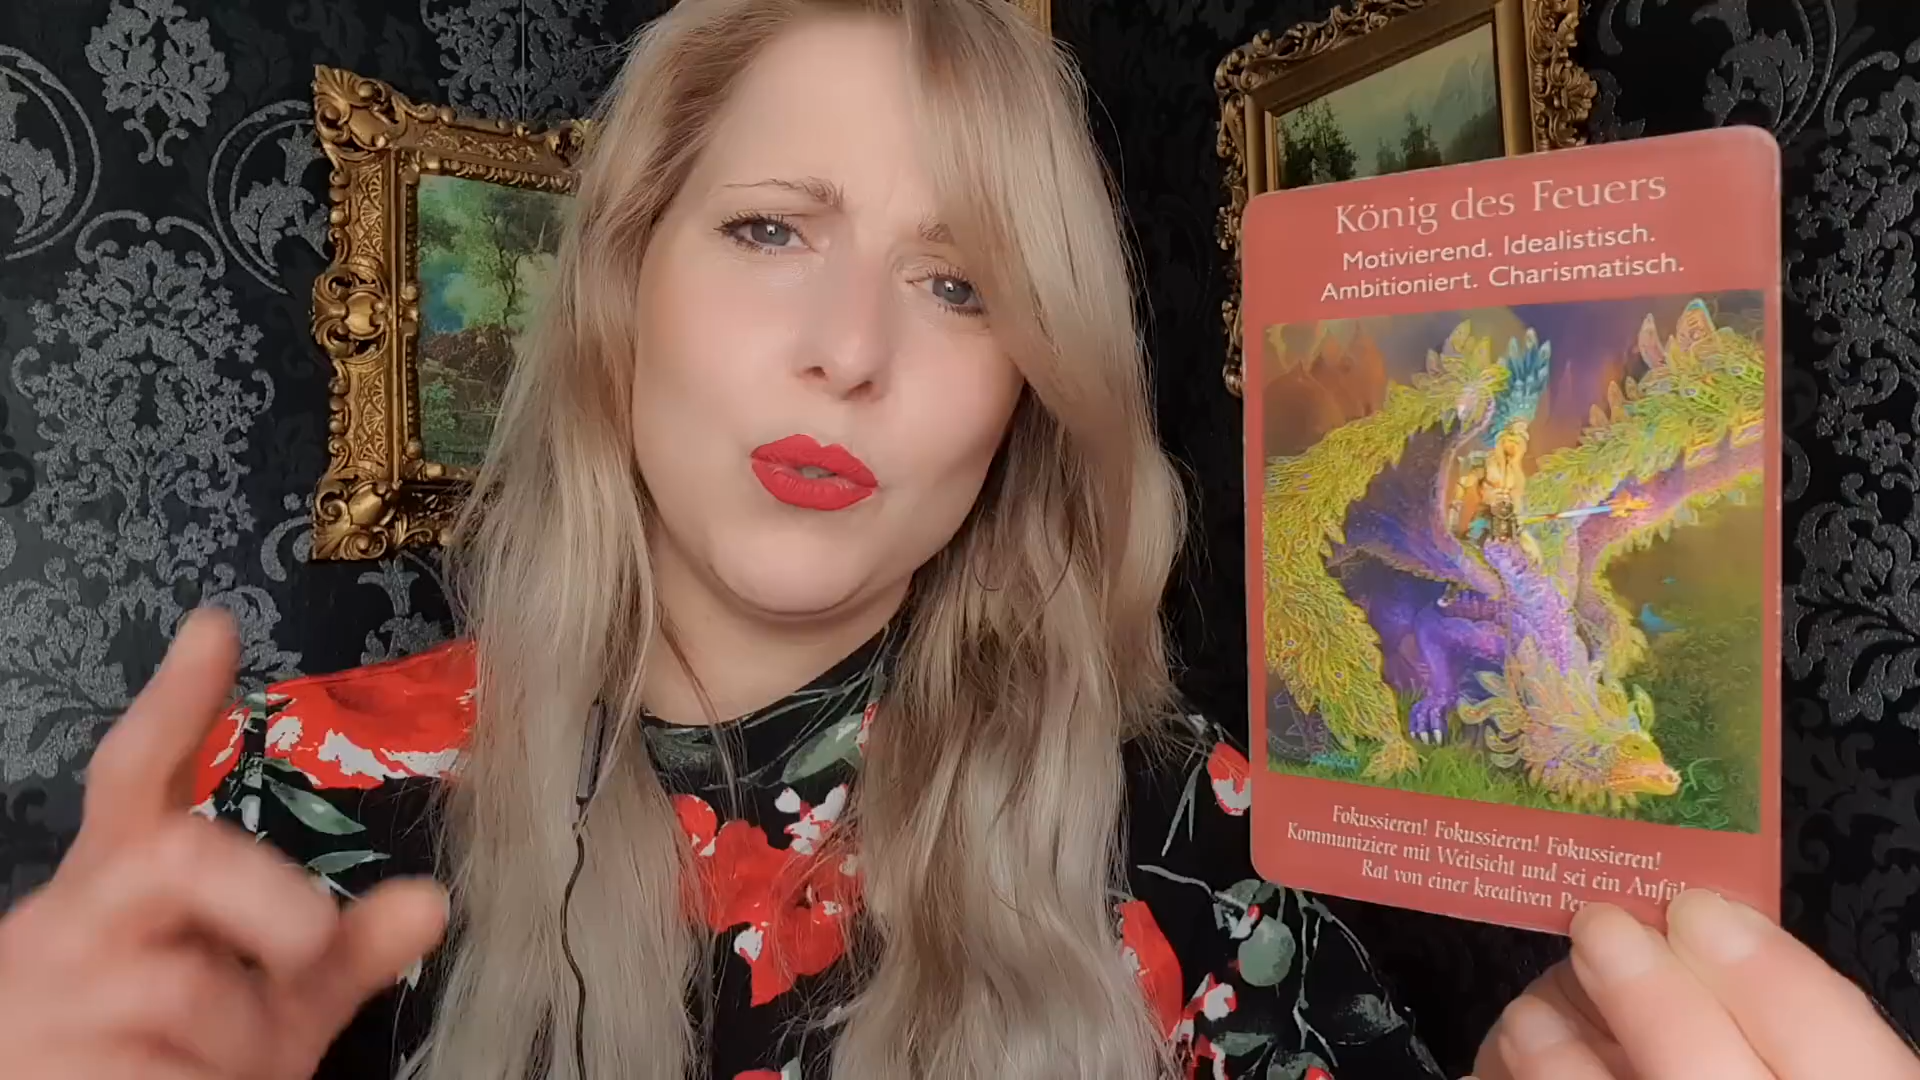 König des Feuers
Motivierend. Idealistisch.
Ambitioniert. Charismatisch.
Fokussieren! Fokussieren! Fokussieren!
Kommuniziere mit Weitsicht und sei ein
Rat von einer kreativen